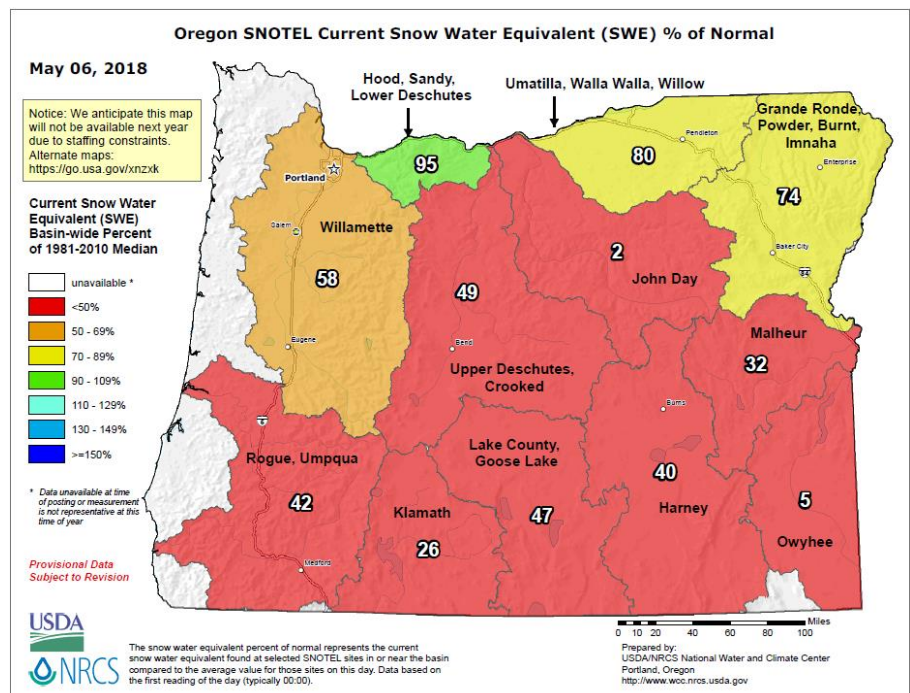 Oregon SNOTEL Current Snow Water Equivalent (SWE) % of Normal
May 06, 2018
Notice: We anticipate this map
will not be available next year
due to staffing constraints.
Alternate maps:
https://go.usa.gov/xnzxk
Current Snow Water
Equivalent (SWE)
Basin-wide Percent
of 1981-2010 Median
unavailable *
<50%
50 - 69%
70 - 89%
90 - 109%
110 - 129%
130 - 149%
>=150%
* Data unavailable at time
of posting or measurement
is not representative at this
time of year
Provisional Data
Subject to Revision
Hood, Sandy,
Lower Deschutes
95
Umatilla, Walla Walla, Willow
Pendleton
80
Grande Ronde,
Powder, Burnt,
Imnaha
Enterprise
74
Baker City
84
Portland
Salem
Willamette
58
Eugene
49
Bend
Upper Deschutes,
Crooked
2
John Day
Malheur
32
Burns
Rogue, Umpqua
42
Medford
Klamath
26
Lake County,
Goose Lake
47
40
Harney
5
Owyhee
USDA
NRCS
The snow water equivalent percent of normal represents the current
snow water equivalent found at selected SNOTEL sites in or near the basin
compared to the average value for those sites on this day. Data based on
the first reading of the day (typically 00:00).
Miles
0 10 20 40 60 80 100
Prepared by:
USDA/NRCS National Water and Climate Center
Portland, Oregon
http://www.wcc.nrcs.usda.gov